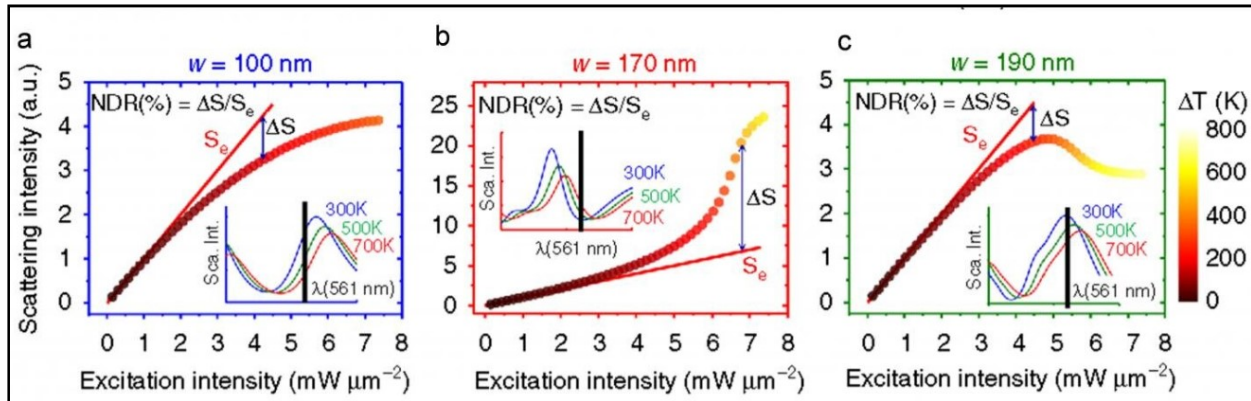 a
w = 100 nm
Scattering intensity (a.u.)
5
4
3
2
1
0
NDR(%) = ΔS/Sₑ
Sₑ
ΔS
Sca. Int.
300K
500K
700K
λ(561 nm)
0 1 2 3 4 5 6 7 8
Excitation intensity (mW μm⁻²)
b
w = 170 nm
25
20
15
10
5
0
NDR(%) = ΔS/Sₑ
Sca. Int.
300K
500K
700K
λ(561 nm)
ΔS
Sₑ
0 1 2 3 4 5 6 7 8
Excitation intensity (mW μm⁻²)
c
w = 190 nm
5
4
3
2
1
0
NDR(%) = ΔS/Sₑ
Sₑ
ΔS
Sca. Int.
300K
500K
700K
λ(561 nm)
0 1 2 3 4 5 6 7 8
Excitation intensity (mW μm⁻²)
ΔT (K)
800
600
400
200
0